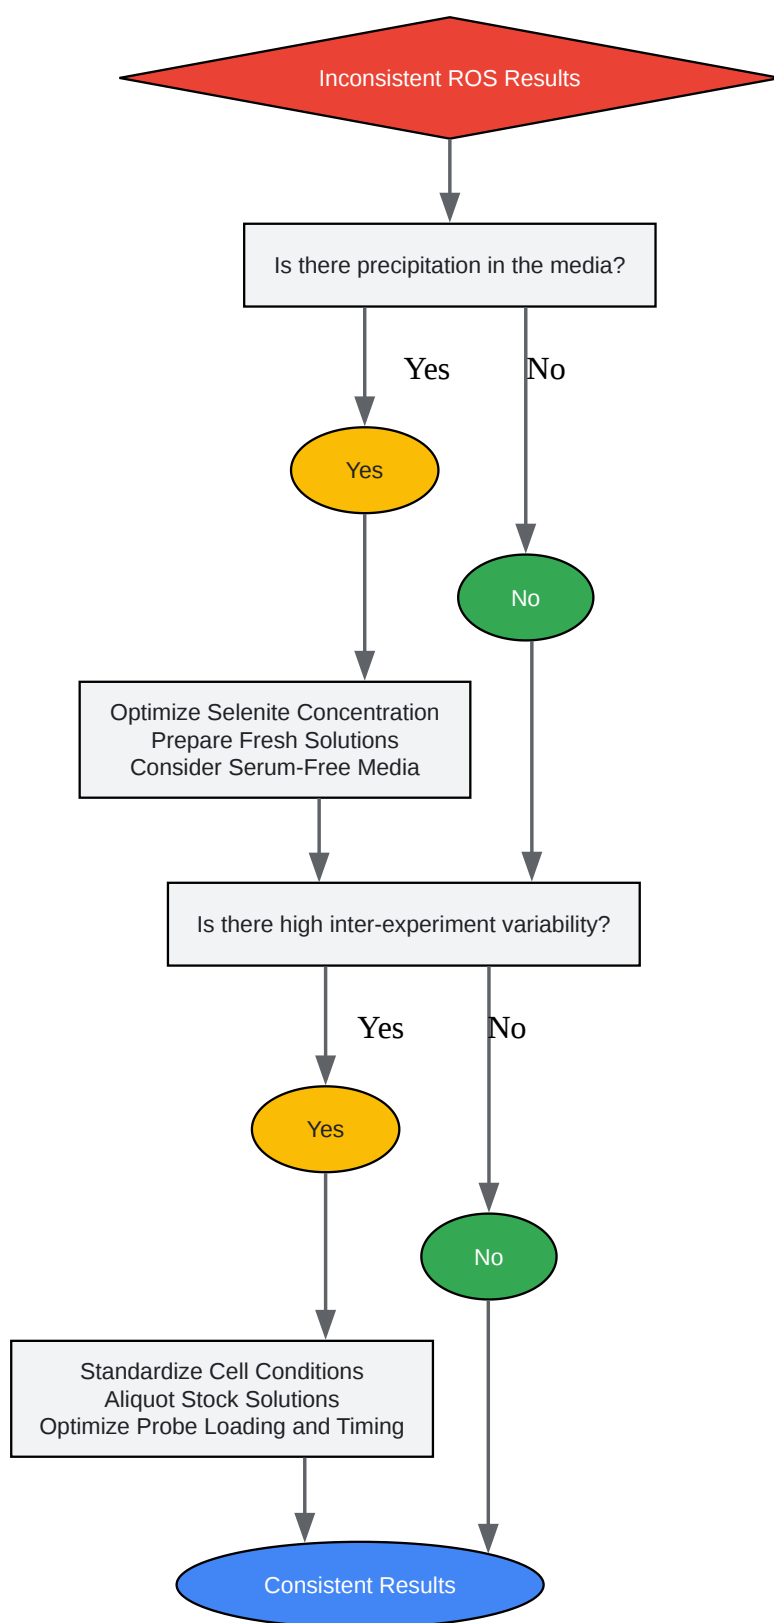 Inconsistent ROS Results
Is there precipitation in the media?
Yes
No
Yes
No
Optimize Selenite Concentration
Prepare Fresh Solutions
Consider Serum-Free Media
Is there high inter-experiment variability?
Yes
No
Yes
No
Standardize Cell Conditions
Aliquot Stock Solutions
Optimize Probe Loading and Timing
Consistent Results